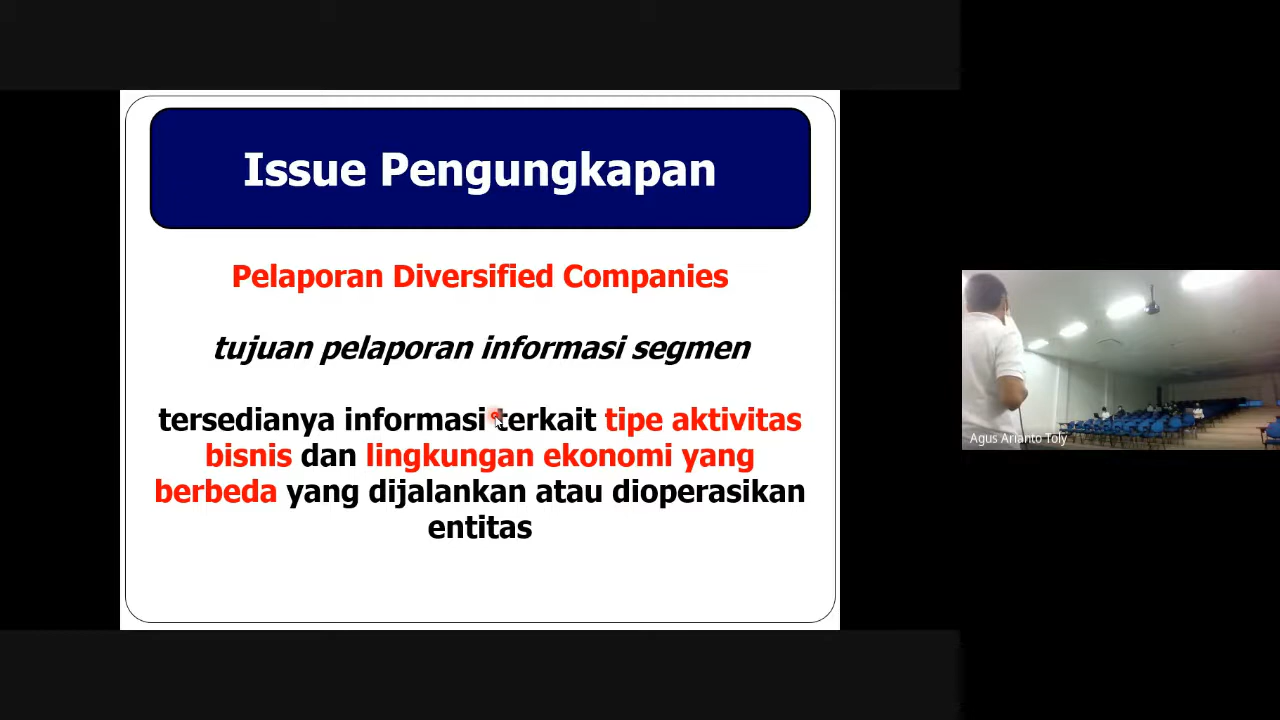 Issue Pengungkapan
Pelaporan Diversified Companies
tujuan pelaporan informasi segmen
tersedianya informasi terkait tipe aktivitas
bisnis dan lingkungan ekonomi yang
berbeda yang dijalankan atau dioperasikan
entitas
Agus Arianto Toly